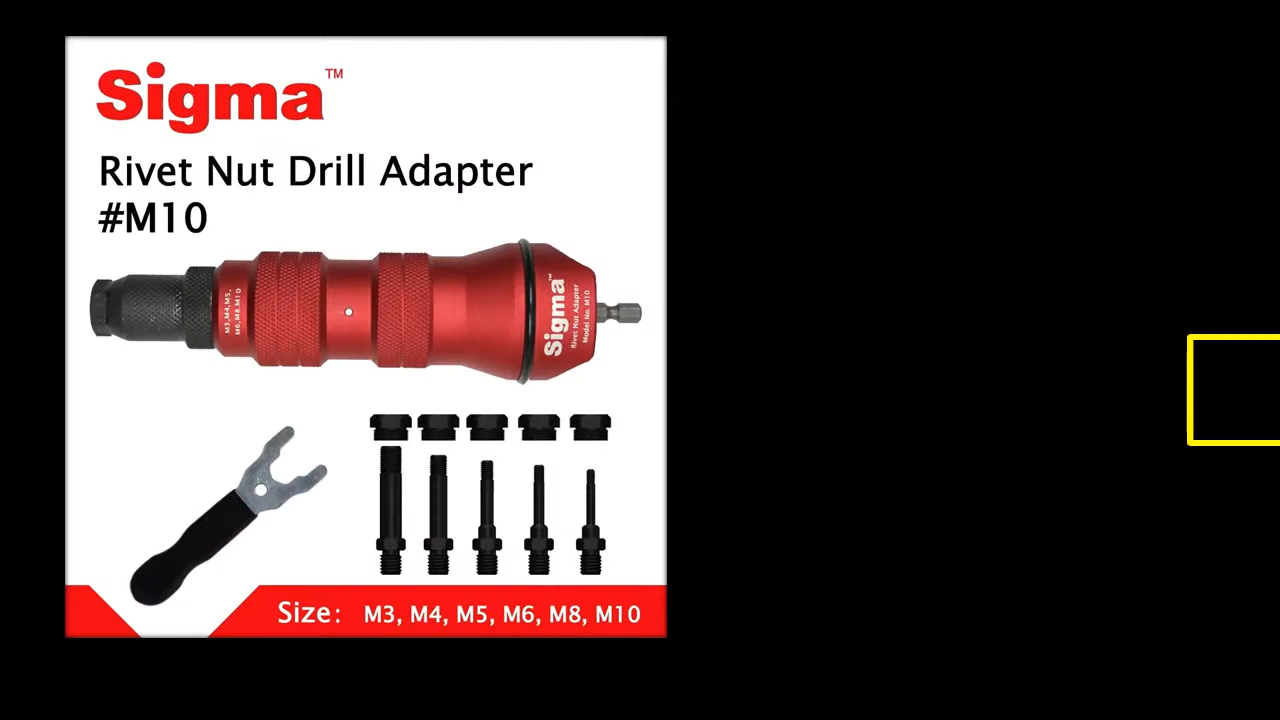 Sigma™
Rivet Nut Drill Adapter
#M10
M3,M4,M5,
M6,M8,M10
Sigma™
Rivet Nut Adapter
Model No. M10
Size: M3, M4, M5, M6, M8, M10